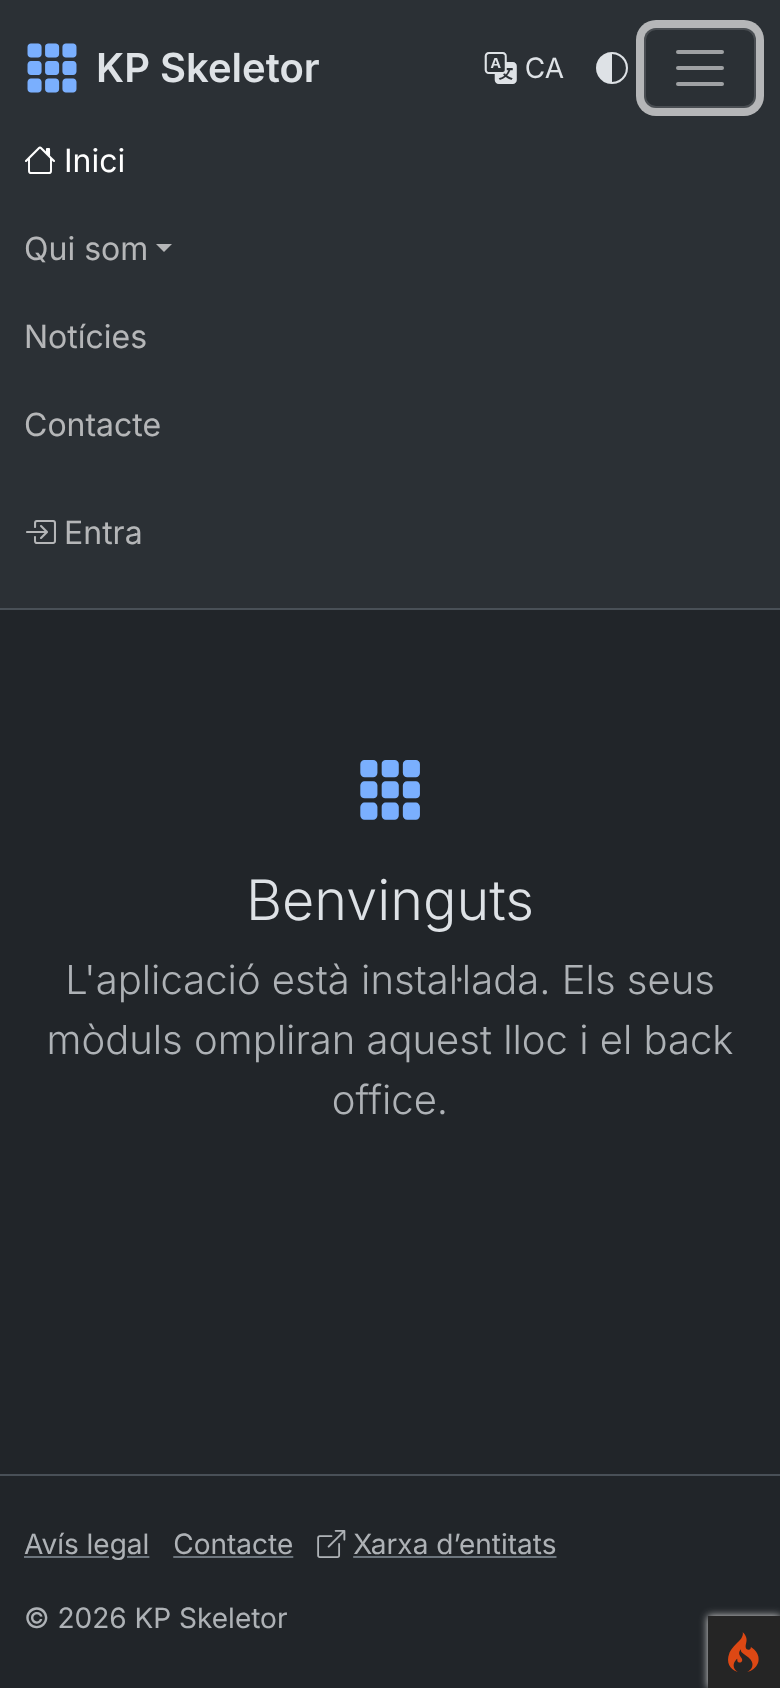 KP Skeletor
CA
Inici
Qui som
Notícies
Contacte
Entra
Benvinguts
L'aplicació està instal·lada. Els seus
mòduls ompliran aquest lloc i el back
office.
Avís legal Contacte Xarxa d’entitats
© 2026 KP Skeletor